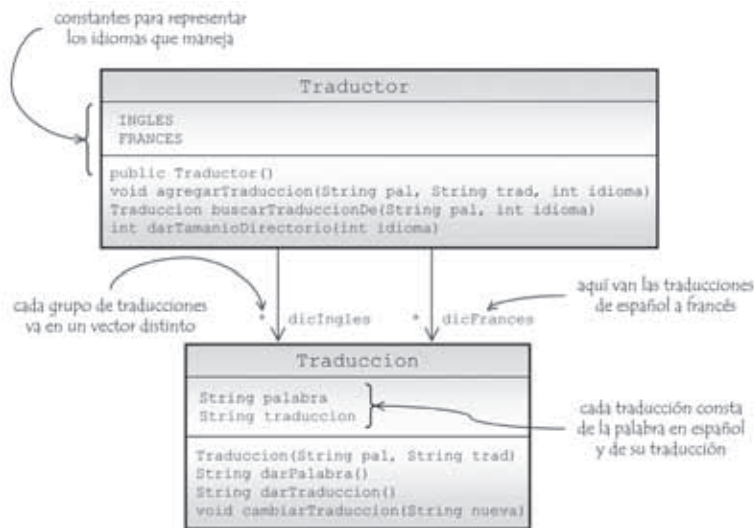 constantes para representar
los idiomas que maneja
Traductor
INGLES
FRANCES
public Traductor()
void agregarTraduccion(String pal, String trad, int idioma)
Traduccion buscarTraduccionDe(String pal, int idioma)
int darTamanioDirectorio(int idioma)
cada grupo de traducciones
va en un vector distinto
* dicIngles
* dicFrances
aquí van las traducciones
de español a francés
Traduccion
String palabra
String traduccion
cada traducción consta
de la palabra en español
y de su traducción
Traduccion(String pal, String trad)
String darPalabra()
String darTraduccion()
void cambiarTraduccion(String nueva)